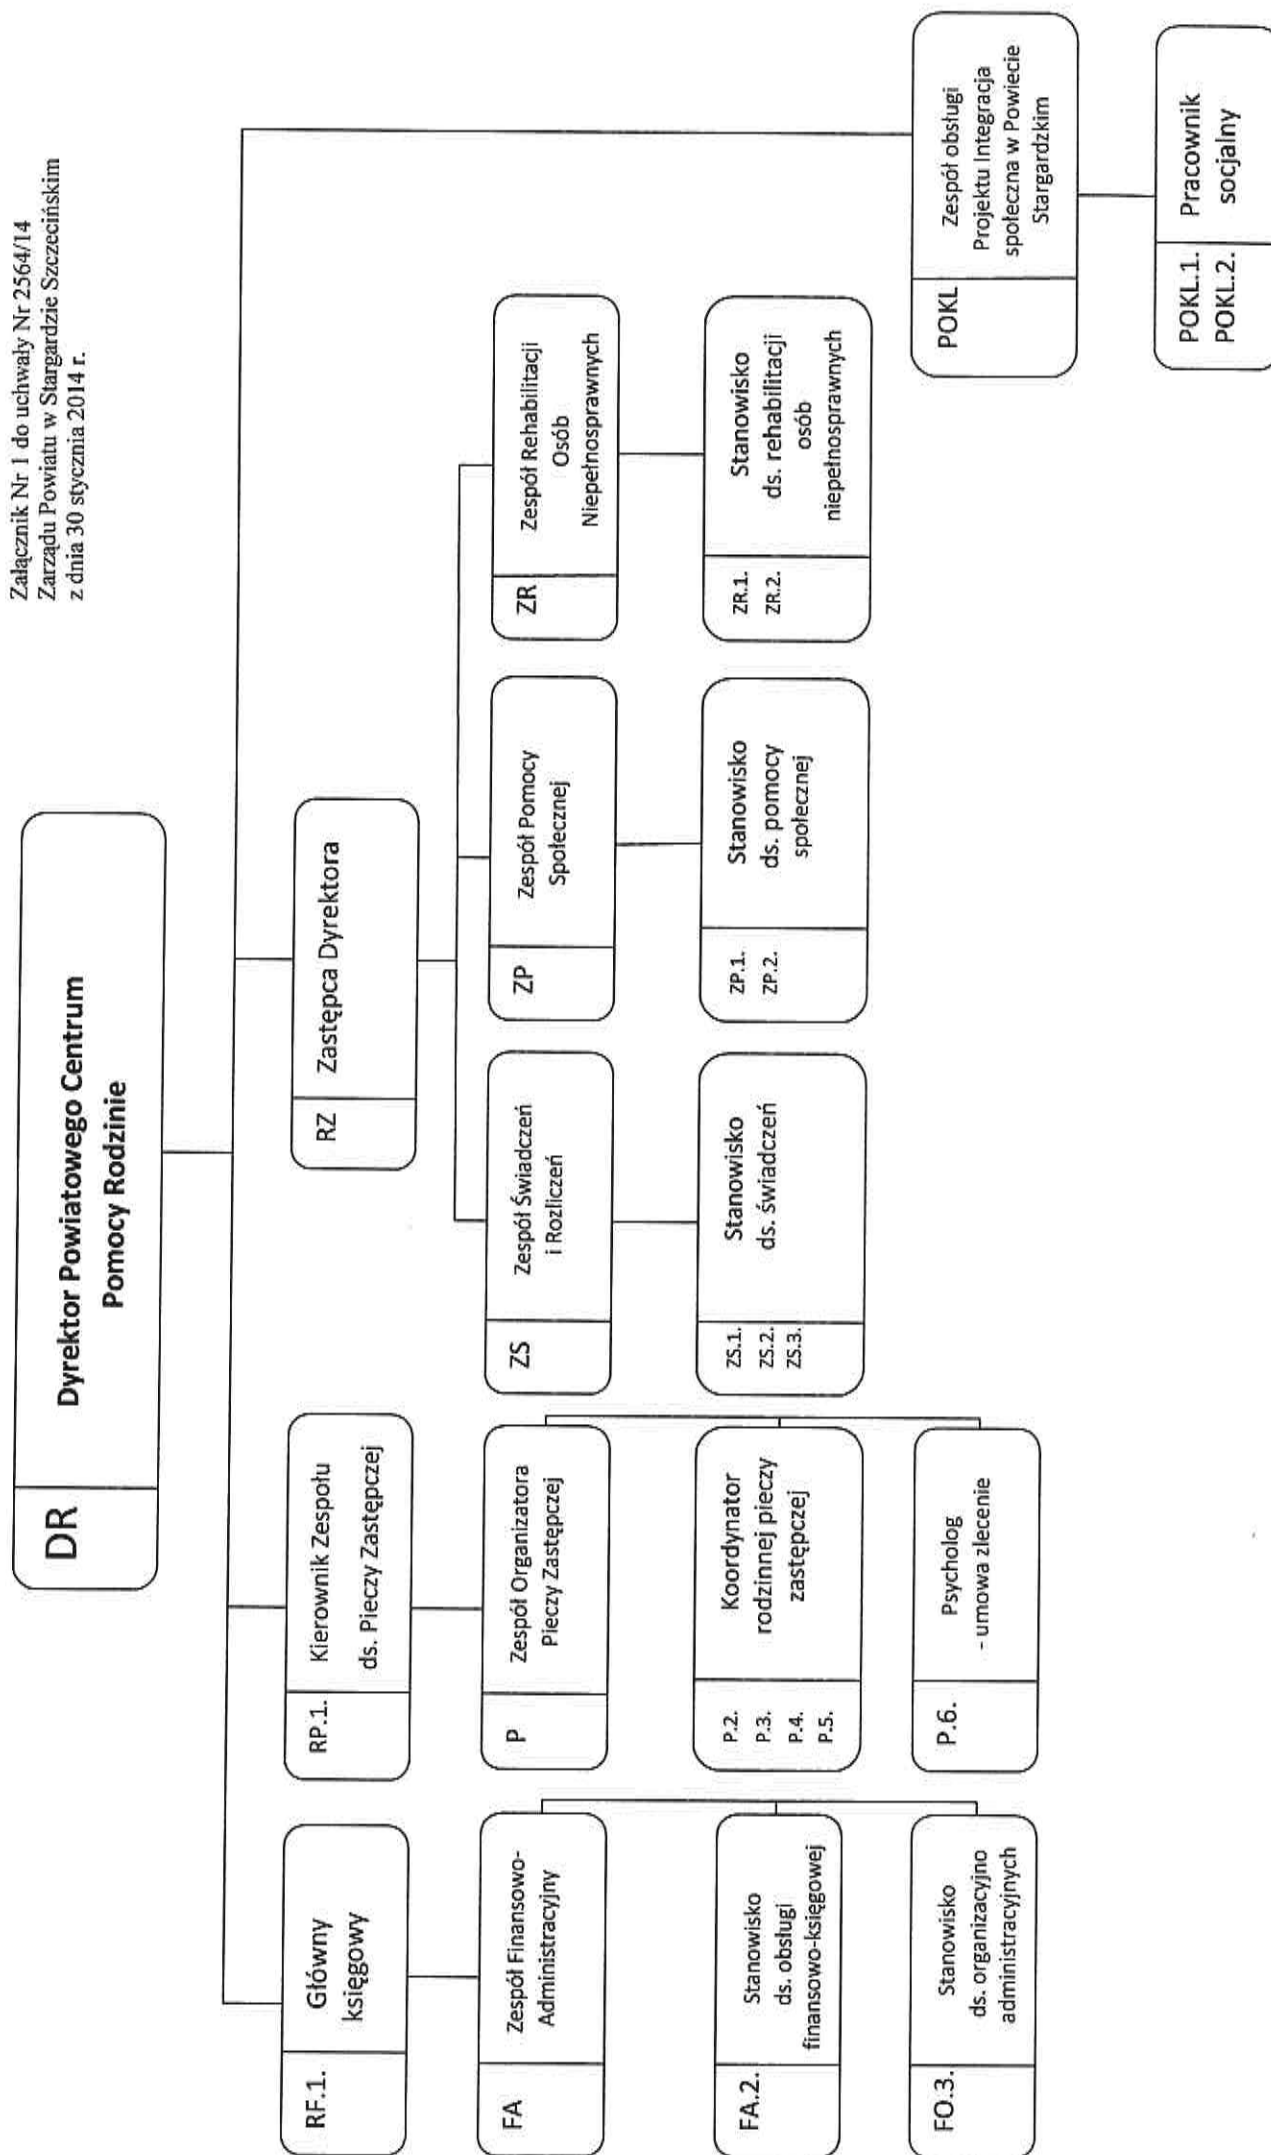 Załącznik Nr 1 do uchwały Nr 2564/14
Zarządu Powiatu w Stargardzie Szczecińskim
z dnia 30 stycznia 2014 r.
DR
Dyrektor Powiatowego Centrum
Pomocy Rodzinie
RF.1.
Główny
księgowy
RP.1.
Kierownik Zespołu
ds. Pieczy Zastępczej
RZ
Zastępca Dyrektora
FA
Zespół Finansowo-
Administracyjny
P
Zespół Organizatora
Pieczy Zastępczej
ZS
Zespół Świadczeń
i Rozliczeń
ZP
Zespół Pomocy
Społecznej
ZR
Zespół Rehabilitacji
Osób
Niepełnosprawnych
FA.2.
Stanowisko
ds. obsługi
finansowo-księgowej
P.2.
P.3.
P.4.
P.5.
Koordynator
rodzinnej pieczy
zastępczej
ZS.1.
ZS.2.
ZS.3.
Stanowisko
ds. świadczeń
ZP.1.
ZP.2.
Stanowisko
ds. pomocy
społecznej
ZR.1.
ZR.2.
Stanowisko
ds. rehabilitacji
osób
niepełnosprawnych
FO.3.
Stanowisko
ds. organizacyjno
administracyjnych
P.6.
Psycholog
- umowa zlecenie
POKL
Zespół obsługi
Projektu Integracja
społeczna w Powiecie
Stargardzkim
POKL.1.
POKL.2.
Pracownik
socjalny